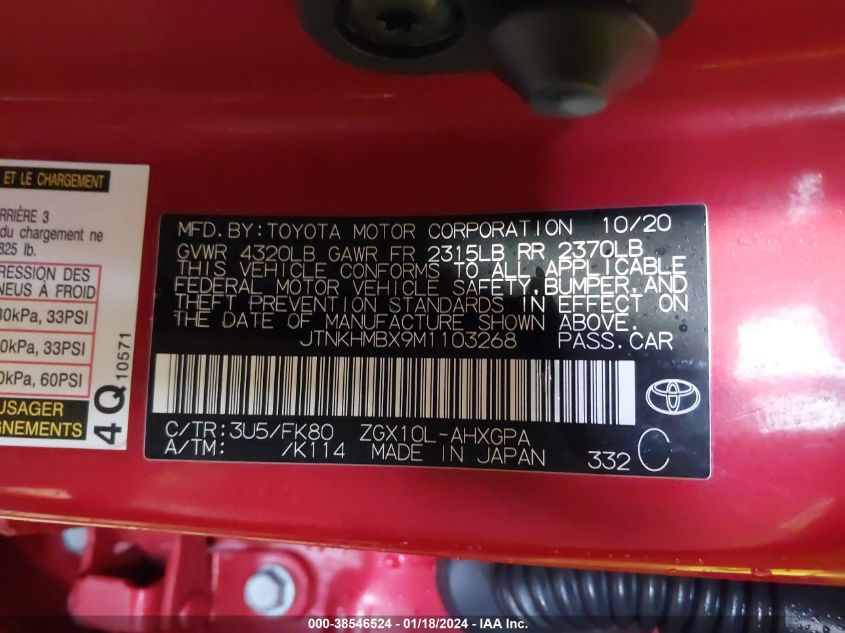 ET LE CHARGEMENT
RRIÈRE 3
du chargement ne
825 lb.
RESSION DES
NEUS À FROID
0kPa, 33PSI
0kPa, 33PSI
0kPa, 60PSI
USAGER
GNEMENTS
4Q 10571
MFD. BY: TOYOTA MOTOR CORPORATION 10/20
GVWR 4320LB GAWR FR 2315LB RR 2370LB
THIS VEHICLE CONFORMS TO ALL APPLICABLE
FEDERAL MOTOR VEHICLE SAFETY, BUMPER, AND
THEFT PREVENTION STANDARDS IN EFFECT ON
THE DATE OF MANUFACTURE SHOWN ABOVE.
JTNKHMBX9M1103268 PASS. CAR
C/TR: 3U5/FK80 ZGX10L-AHXGPA
A/TM: /K114 MADE IN JAPAN 332 C
000-38546524 - 01/18/2024 - IAA Inc.